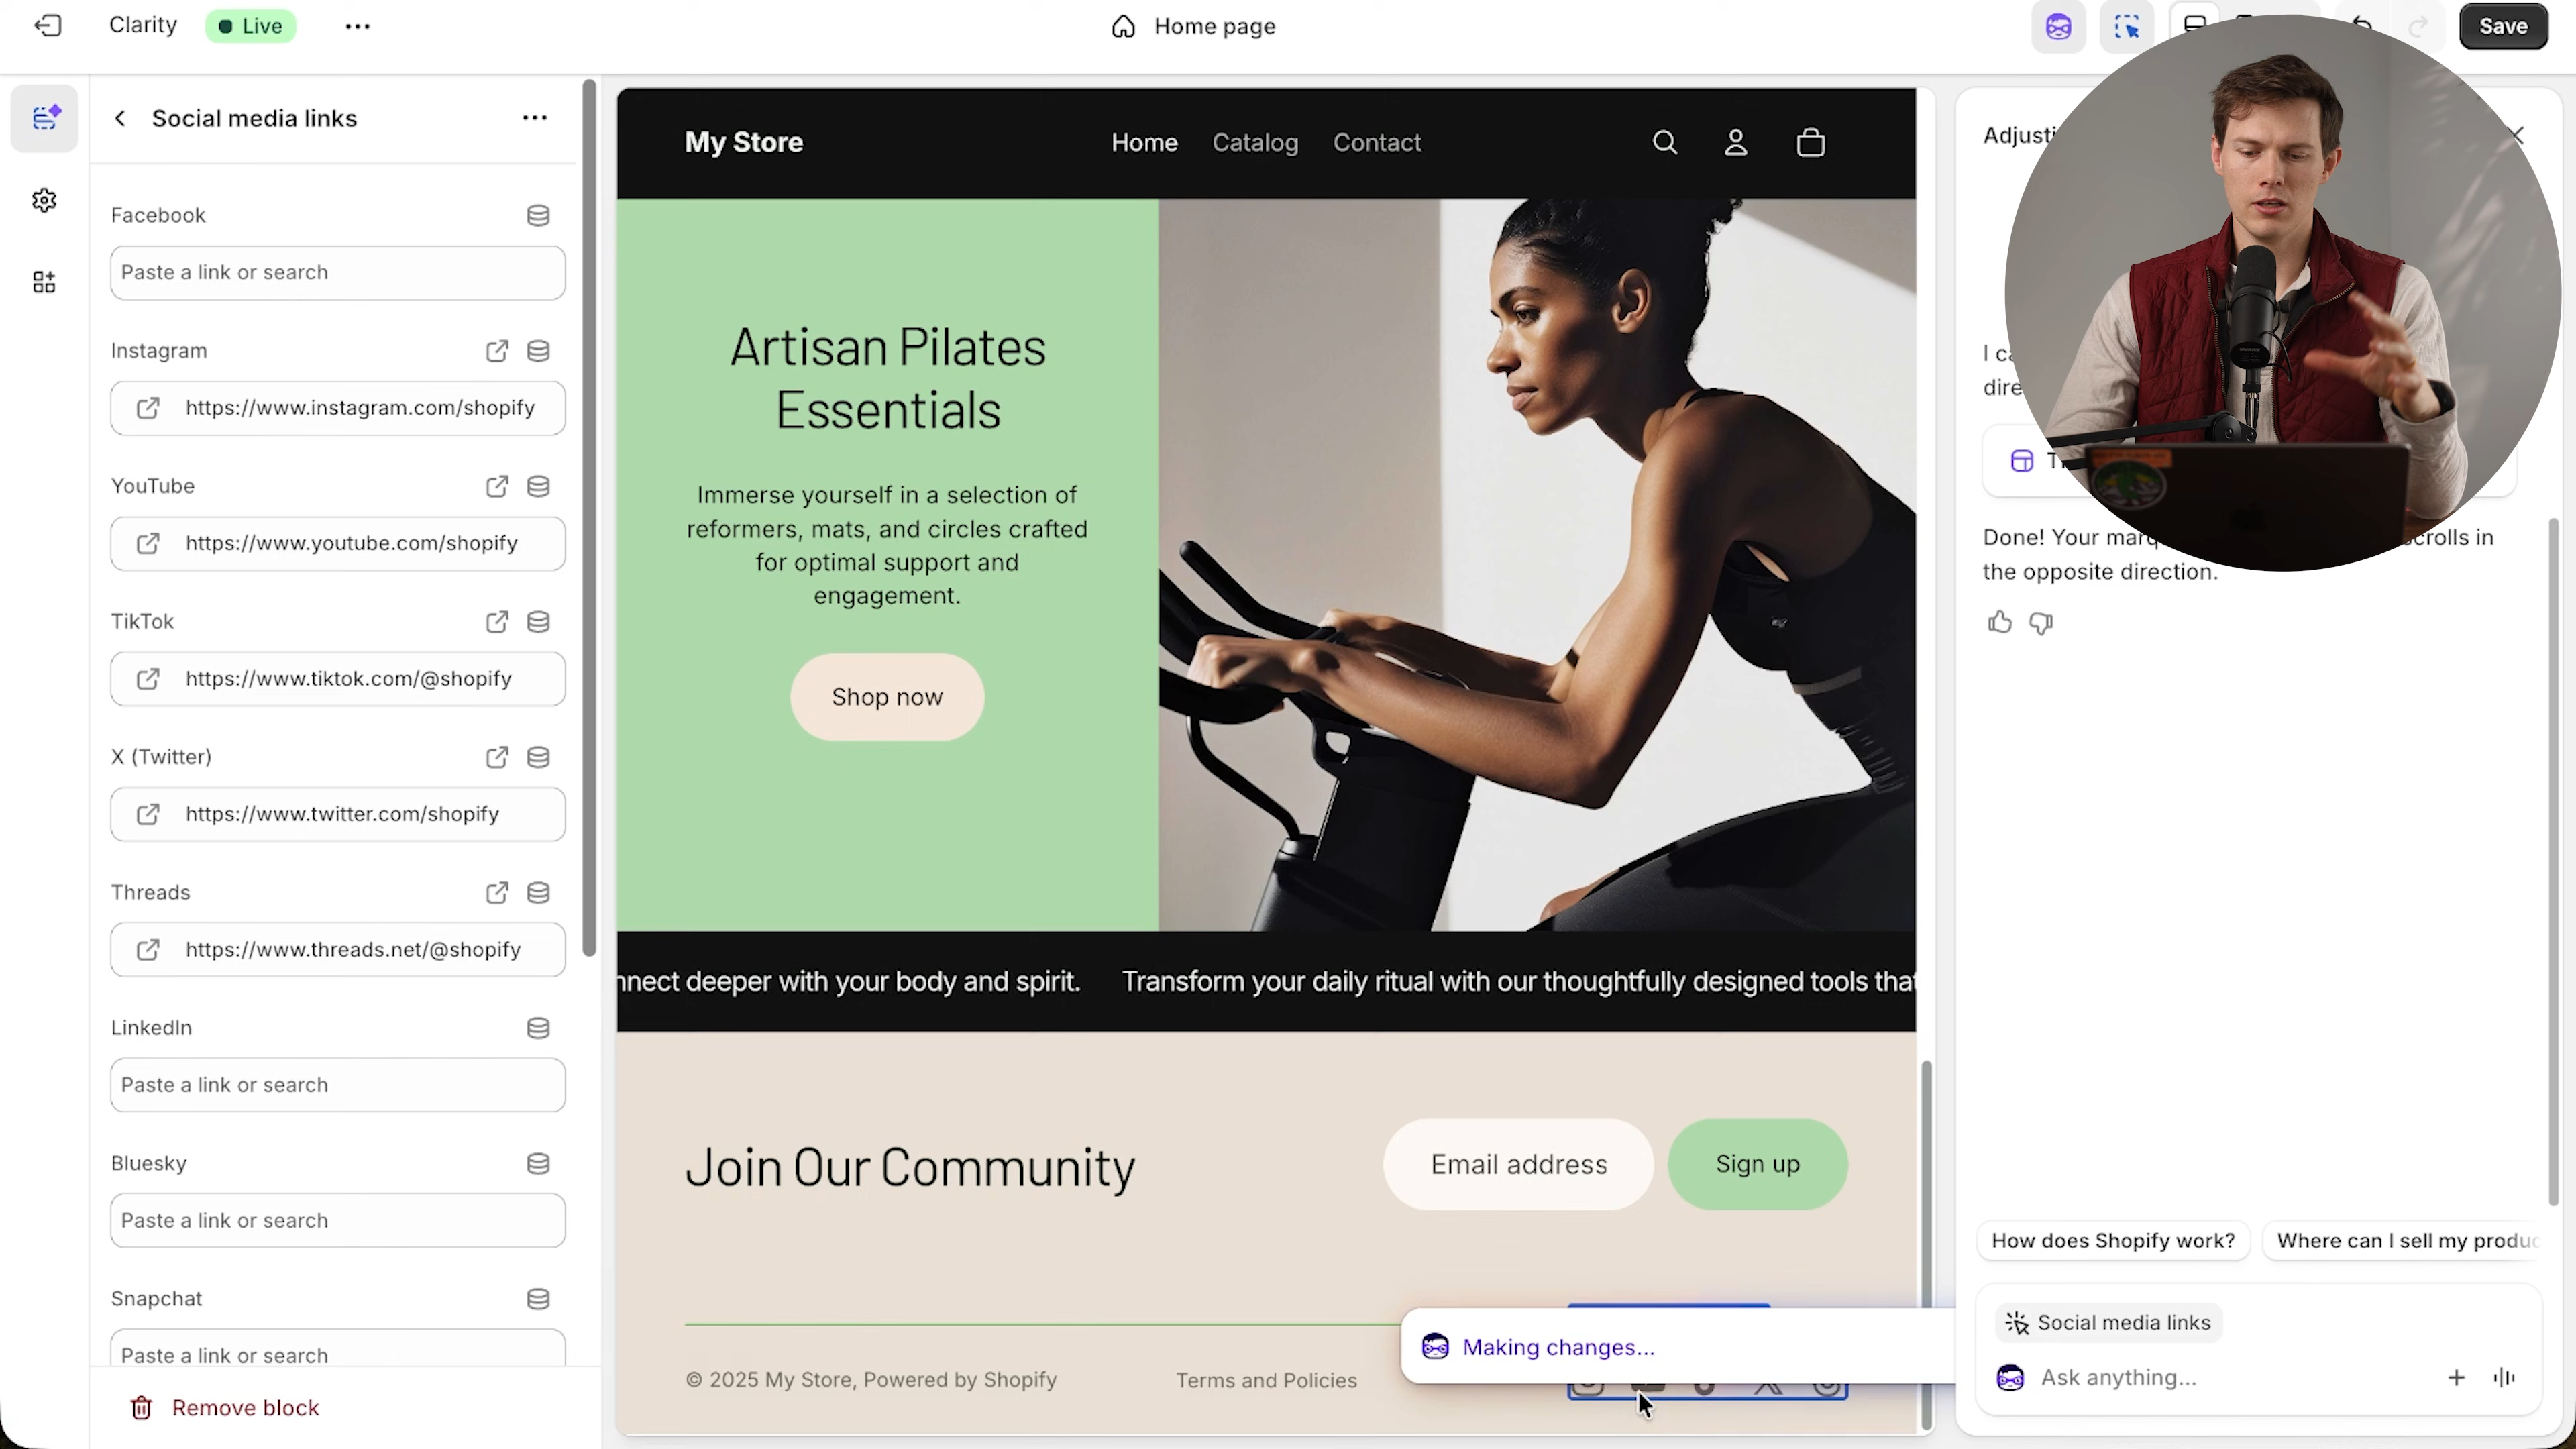 Clarity
Live
Home page
Save
Social media links
Facebook
Paste a link or search
Instagram
https://www.instagram.com/shopify
YouTube
https://www.youtube.com/shopify
TikTok
https://www.tiktok.com/@shopify
X (Twitter)
https://www.twitter.com/shopify
Threads
https://www.threads.net/@shopify
LinkedIn
Paste a link or search
Bluesky
Paste a link or search
Snapchat
Paste a link or search
Remove block
My Store
Home
Catalog
Contact
Artisan Pilates
Essentials
Immerse yourself in a selection of
reformers, mats, and circles crafted
for optimal support and
engagement.
Shop now
deeper with your body and spirit.
Transform your daily ritual with our thoughtfully designed tools that
Join Our Community
Email address
Sign up
© 2025 My Store, Powered by Shopify
Terms and Policies
Making changes...
Done! Your
scrolls in
the opposite direction.
How does Shopify work?
Where can I sell my
Social media links
Ask anything...